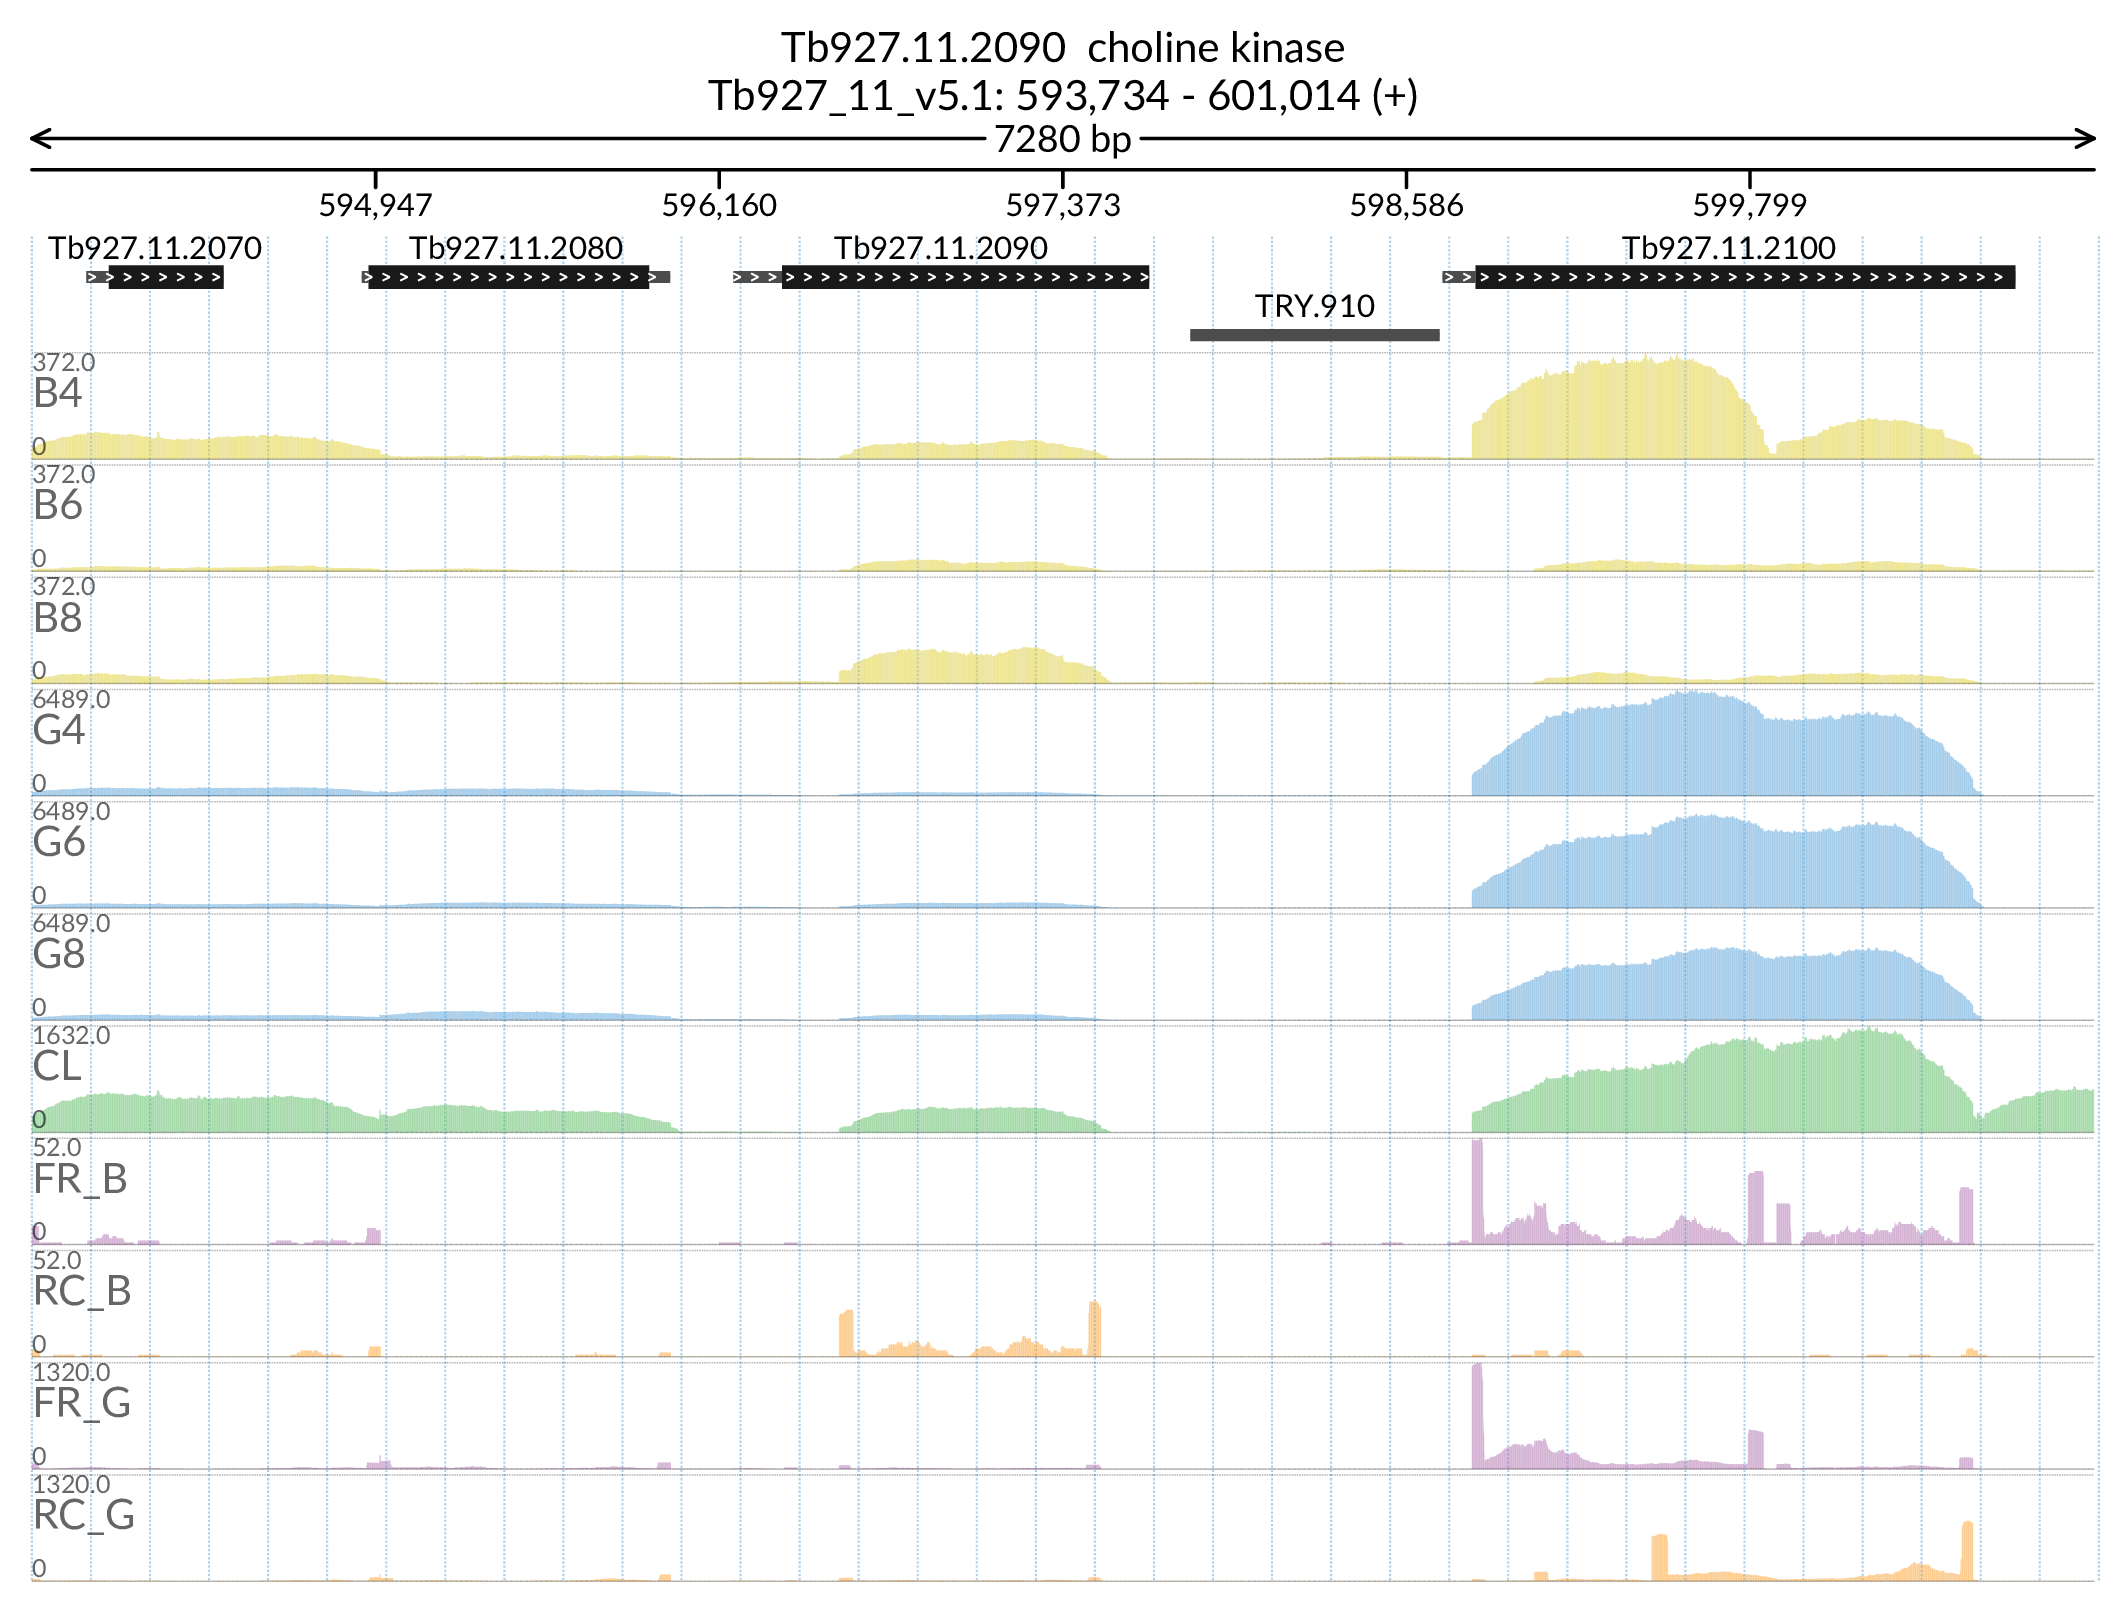 Tb927.11.2090  choline kinase
Tb927_11_v5.1: 593,734 - 601,014 (+)
7280 bp
594,947 596,160 597,373 598,586 599,799
Tb927.11.2070 Tb927.11.2080 Tb927.11.2090 Tb927.11.2100
TRY.910
372.0
B4
0
372.0
B6
0
372.0
B8
0
6489.0
G4
0
6489.0
G6
0
6489.0
G8
0
1632.0
CL
0
52.0
FR_B
0
52.0
RC_B
0
1320.0
FR_G
0
1320.0
RC_G
0